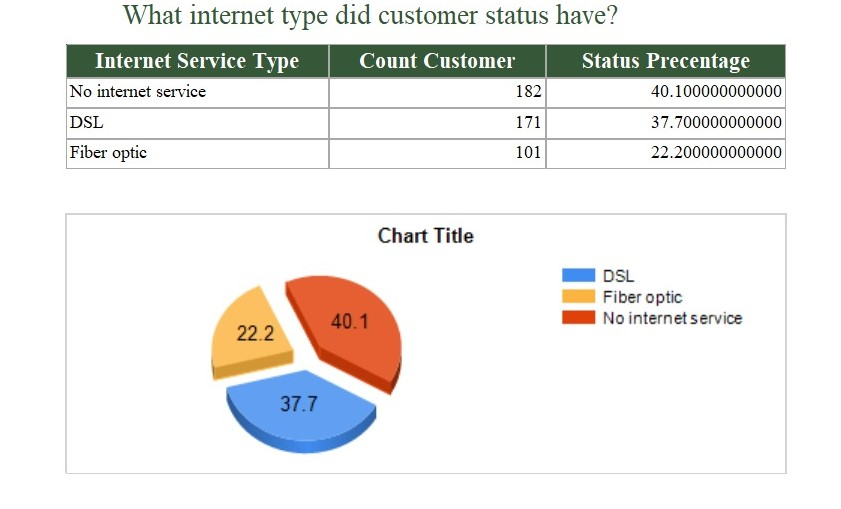 What internet type did customer status have?
Internet Service Type Count Customer Status Precentage
No internet service 182 40.100000000000
DSL 171 37.700000000000
Fiber optic 101 22.200000000000
Chart Title
DSL
Fiber optic
No internet service
40.1
22.2
37.7